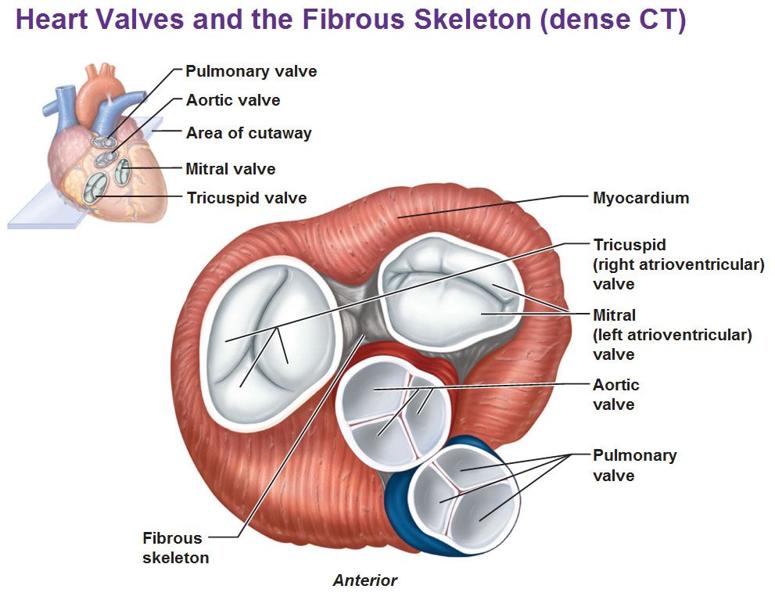 Heart Valves and the Fibrous Skeleton (dense CT)
Pulmonary valve
Aortic valve
Area of cutaway
Mitral valve
Tricuspid valve
Myocardium
Tricuspid
(right atrioventricular)
valve
Mitral
(left atrioventricular)
valve
Aortic
valve
Pulmonary
valve
Fibrous
skeleton
Anterior